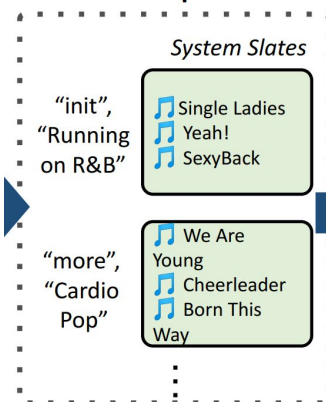 System Slates
“init”,
“Running
on R&B”
Single Ladies
Yeah!
SexyBack
“more”,
“Cardio
Pop”
We Are
Young
Cheerleader
Born This
Way